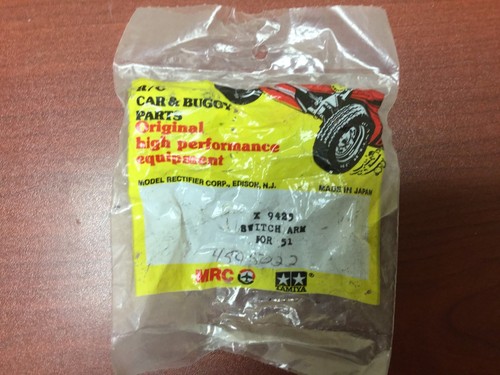 R/C
CAR & BUGGY
PARTS
Original
high performance
equipment
MODEL RECTIFIER CORP., EDISON, N.J.
MADE IN JAPAN
X 9425
SWITCH ARM
FOR 51
MRC
TAMIYA